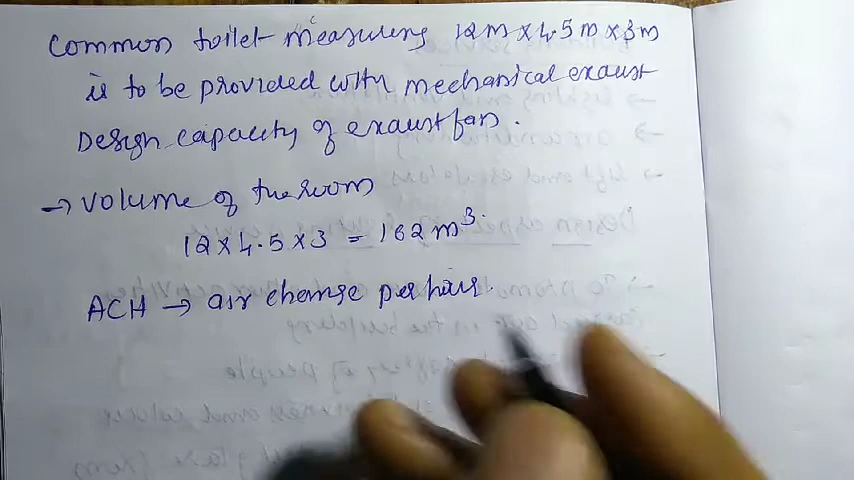 common toilet measuring 12m x 4.5m x 3m
is to be provided with mechanical exaust
Design capacity of exaust fan.
→ volume of the room
12 x 4.5 x 3 = 162 m³.
ACH → air change per hour.